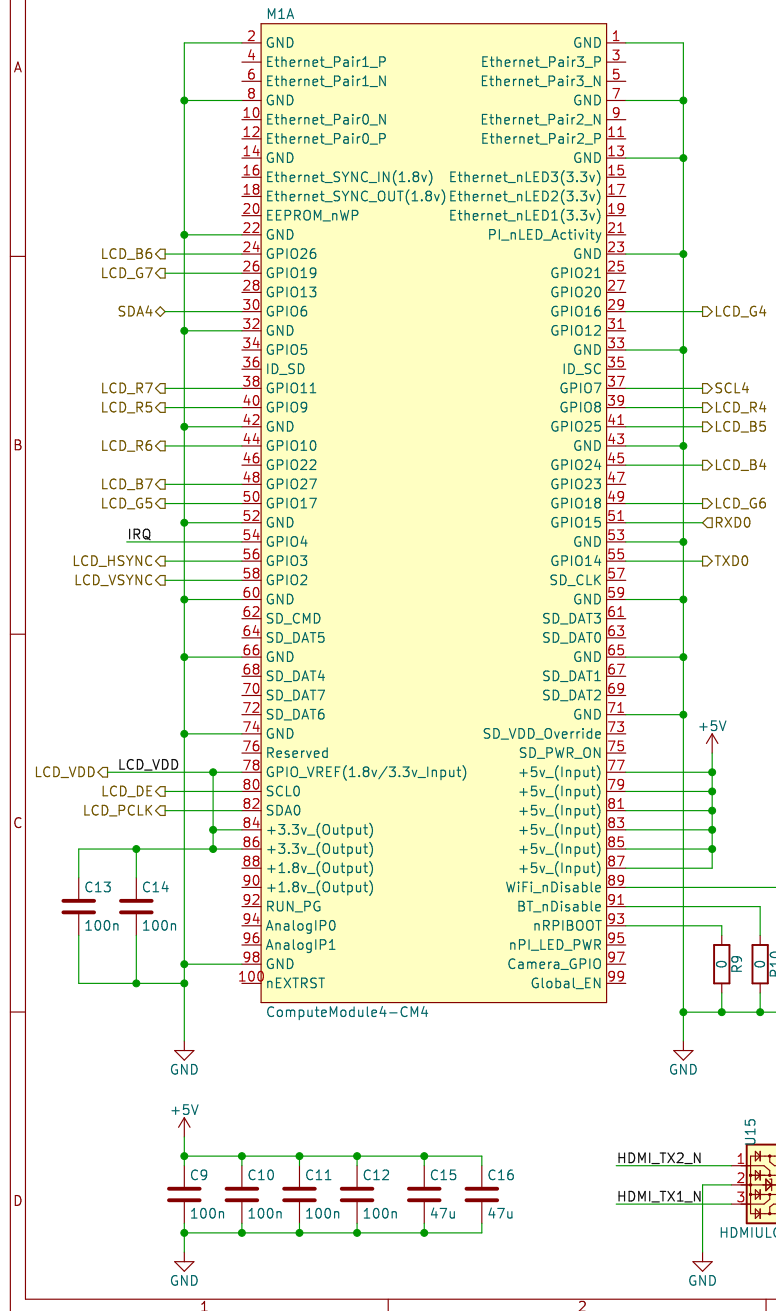 M1A
2 GND GND 1
4 Ethernet_Pair1_P Ethernet_Pair3_P 3
A
6 Ethernet_Pair1_N Ethernet_Pair3_N 5
8 GND GND 7
10 Ethernet_Pair0_N Ethernet_Pair2_N 9
12 Ethernet_Pair0_P Ethernet_Pair2_P 11
14 GND GND 13
16 Ethernet_SYNC_IN(1.8v) Ethernet_nLED3(3.3v) 15
18 Ethernet_SYNC_OUT(1.8v) Ethernet_nLED2(3.3v) 17
20 EEPROM_nWP Ethernet_nLED1(3.3v) 19
22 GND PI_nLED_Activity 21
LCD_B6 24 GPIO26 GND 23
LCD_G7 26 GPIO19 GPIO21 25
28 GPIO13 GPIO20 27
SDA4 30 GPIO6 GPIO16 29 LCD_G4
32 GND GPIO12 31
34 GPIO5 GND 33
36 ID_SD ID_SC 35
LCD_R7 38 GPIO11 GPIO7 37 SCL4
LCD_R5 40 GPIO9 GPIO8 39 LCD_R4
42 GND GPIO25 41 LCD_B5
B LCD_R6 44 GPIO10 GND 43
46 GPIO22 GPIO24 45 LCD_B4
LCD_B7 48 GPIO27 GPIO23 47
LCD_G5 50 GPIO17 GPIO18 49 LCD_G6
52 GND GPIO15 51 RXD0
IRQ 54 GPIO4 GND 53
LCD_HSYNC 56 GPIO3 GPIO14 55 TXD0
LCD_VSYNC 58 GPIO2 SD_CLK 57
60 GND GND 59
62 SD_CMD SD_DAT3 61
64 SD_DAT5 SD_DAT0 63
66 GND GND 65
68 SD_DAT4 SD_DAT1 67
70 SD_DAT7 SD_DAT2 69
72 SD_DAT6 GND 71
74 GND SD_VDD_Override 73 +5V
76 Reserved SD_PWR_ON 75
LCD_VDD LCD_VDD 78 GPIO_VREF(1.8v/3.3v_Input) +5v_(Input) 77
LCD_DE 80 SCL0 +5v_(Input) 79
LCD_PCLK 82 SDA0 +5v_(Input) 81
C
84 +3.3v_(Output) +5v_(Input) 83
86 +3.3v_(Output) +5v_(Input) 85
88 +1.8v_(Output) +5v_(Input) 87
C13 C14 90 +1.8v_(Output) WiFi_nDisable 89
92 RUN_PG BT_nDisable 91
100n 100n 94 AnalogIP0 nRPIBOOT 93
96 AnalogIP1 nPI_LED_PWR 95
98 GND Camera_GPIO 97 0 R9 0 R10
100 nEXTRST Global_EN 99
ComputeModule4-CM4
GND GND
+5V
U15
HDMI_TX2_N 1
C9 C10 C11 C12 C15 C16
2
D HDMI_TX1_N 3
100n 100n 100n 100n 47u 47u
HDMIULC
GND GND
1 2